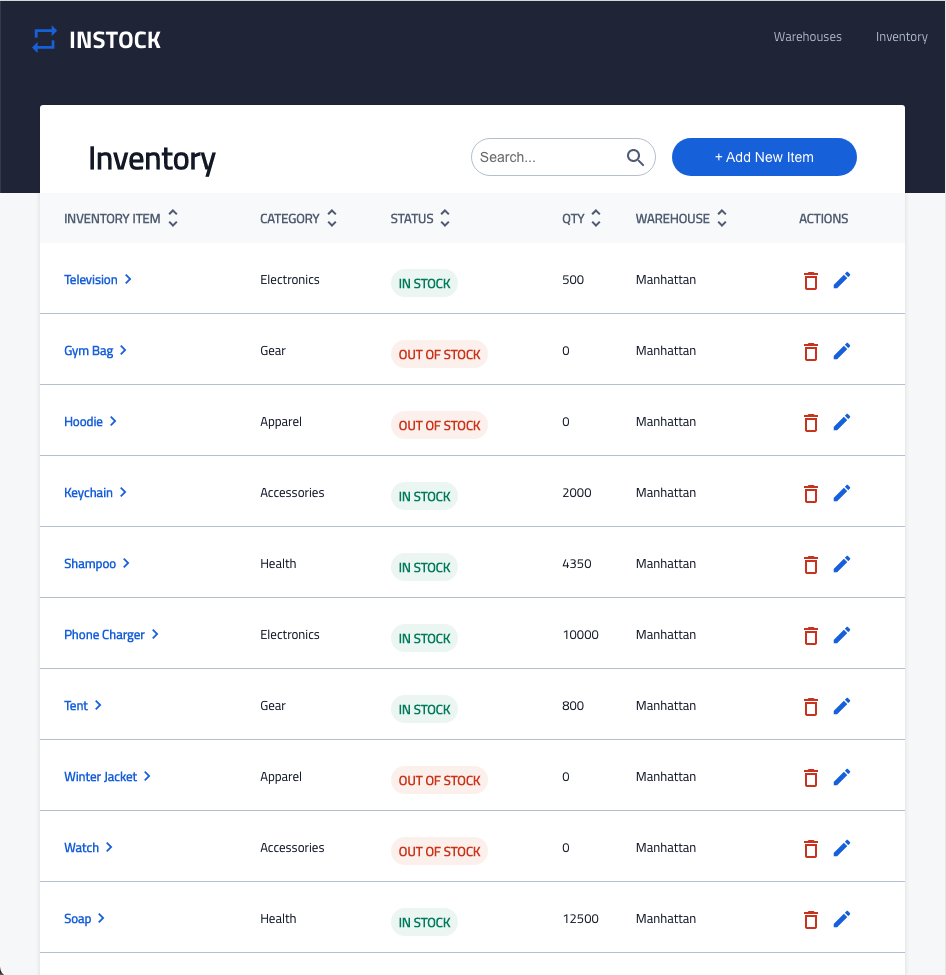 INSTOCK Warehouses Inventory
Inventory Search... + Add New Item
INVENTORY ITEM CATEGORY STATUS QTY WAREHOUSE ACTIONS
Television Electronics IN STOCK 500 Manhattan
Gym Bag Gear OUT OF STOCK 0 Manhattan
Hoodie Apparel OUT OF STOCK 0 Manhattan
Keychain Accessories IN STOCK 2000 Manhattan
Shampoo Health IN STOCK 4350 Manhattan
Phone Charger Electronics IN STOCK 10000 Manhattan
Tent Gear IN STOCK 800 Manhattan
Winter Jacket Apparel OUT OF STOCK 0 Manhattan
Watch Accessories OUT OF STOCK 0 Manhattan
Soap Health IN STOCK 12500 Manhattan